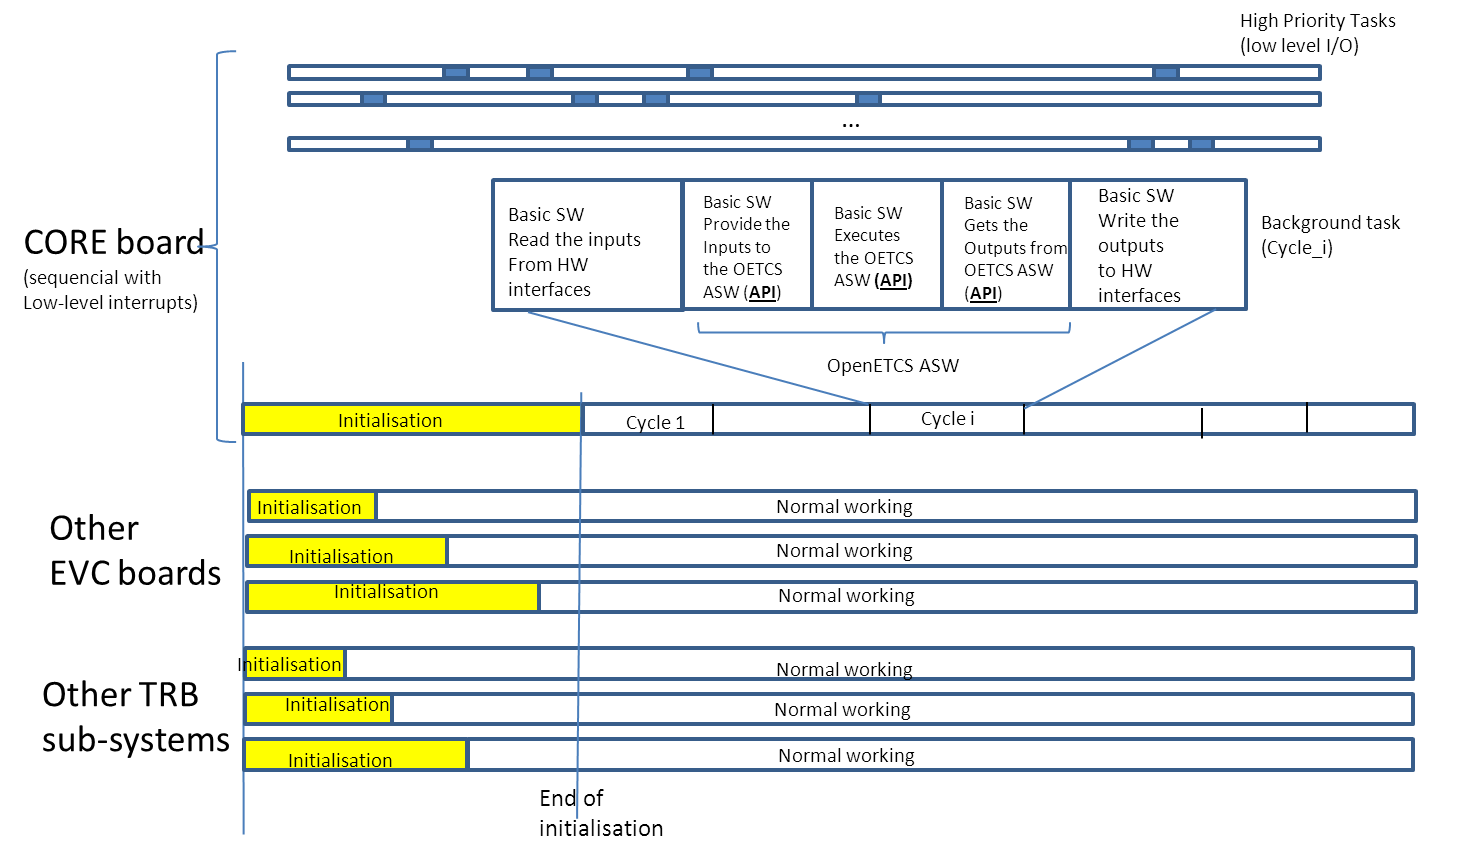 High Priority Tasks
(low level I/O)
...
CORE board
(sequencial with
Low-level interrupts)
Basic SW
Read the inputs
From HW
interfaces
Basic SW
Provide the
Inputs to
the OETCS
ASW (API)
Basic SW
Executes
the OETCS
ASW (API)
Basic SW
Gets the
Outputs from
OETCS ASW
(API)
Basic SW
Write the
outputs
to HW
interfaces
Background task
(Cycle_i)
OpenETCS ASW
Initialisation
Cycle 1
Cycle i
Other
EVC boards
Initialisation
Normal working
Initialisation
Normal working
Initialisation
Normal working
Other TRB
sub-systems
Initialisation
Normal working
Initialisation
Normal working
Initialisation
Normal working
End of
initialisation